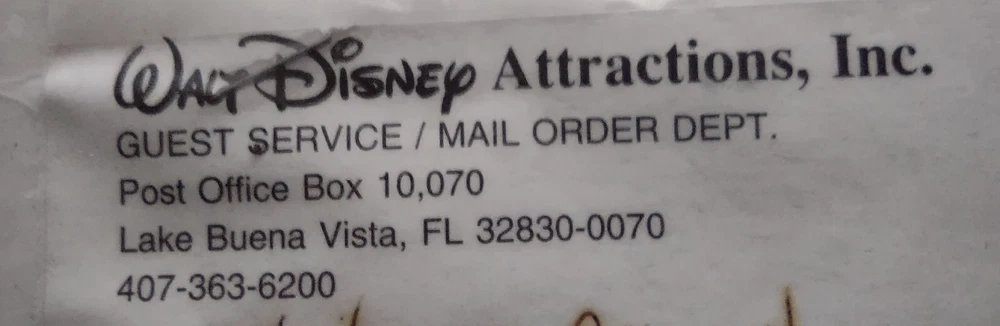 Walt Disney Attractions, Inc.
GUEST SERVICE / MAIL ORDER DEPT.
Post Office Box 10,070
Lake Buena Vista, FL 32830-0070
407-363-6200